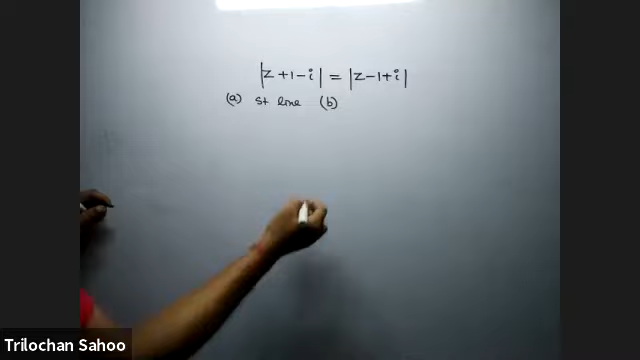 |z+1-i| = |z-1+i|
(a) st line (b)
Trilochan Sahoo